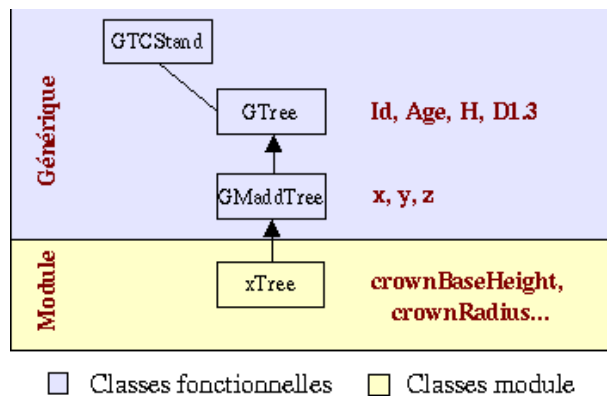 GTCStand
Générique
GTree
Id, Age, H, D1.3
GMaddTree
x, y, z
Module
xTree
crownBaseHeight,
crownRadius...
Classes fonctionnelles
Classes module